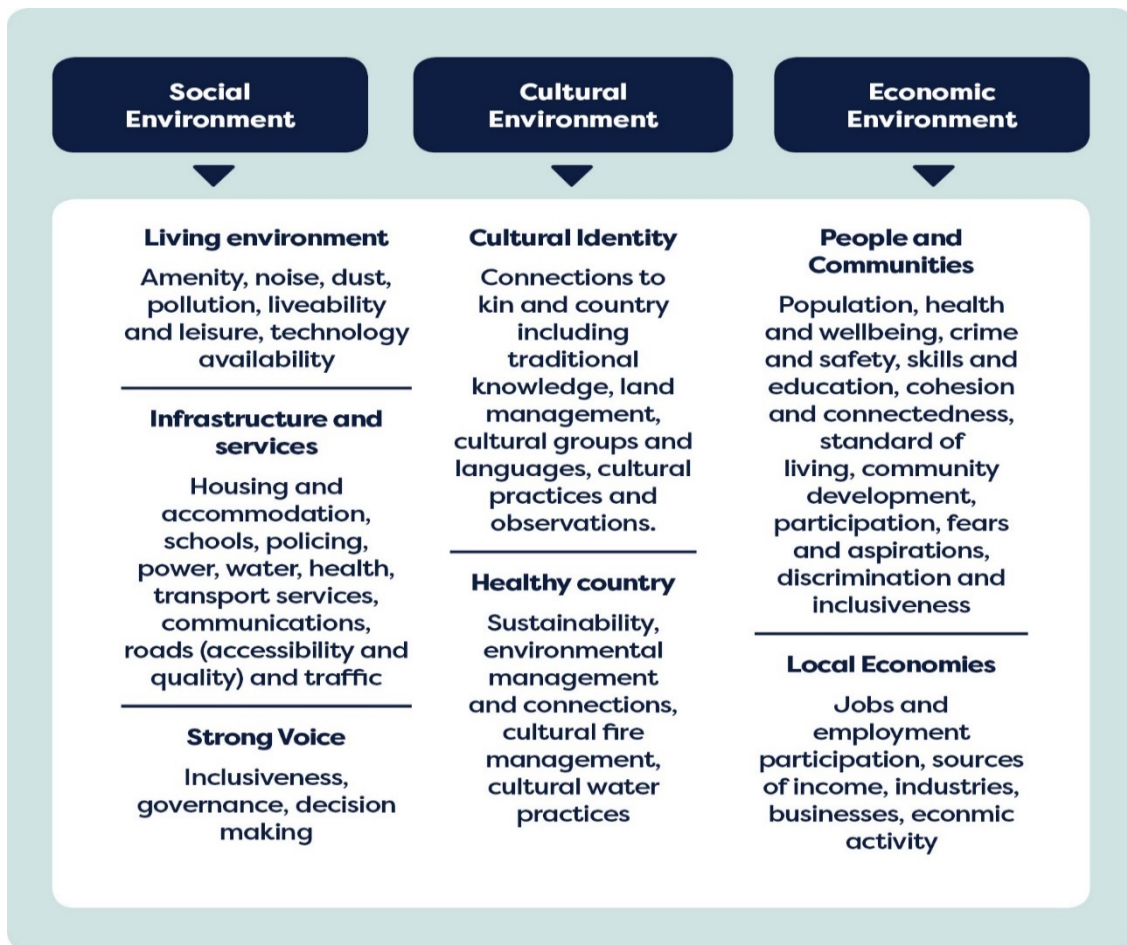 Social
Environment
Cultural
Environment
Economic
Environment
Living environment
Amenity, noise, dust,
pollution, liveability
and leisure, technology
availability
Infrastructure and
services
Housing and
accommodation,
schools, policing,
power, water, health,
transport services,
communications,
roads (accessibility and
quality) and traffic
Strong Voice
Inclusiveness,
governance, decision
making
Cultural Identity
Connections to
kin and country
including
traditional
knowledge, land
management,
cultural groups and
languages, cultural
practices and
observations.
Healthy country
Sustainability,
environmental
management
and connections,
cultural fire
management,
cultural water
practices
People and
Communities
Population, health
and wellbeing, crime
and safety, skills and
education, cohesion
and connectedness,
standard of
living, community
development,
participation, fears
and aspirations,
discrimination and
inclusiveness
Local Economies
Jobs and
employment
participation, sources
of income, industries,
businesses, econmic
activity